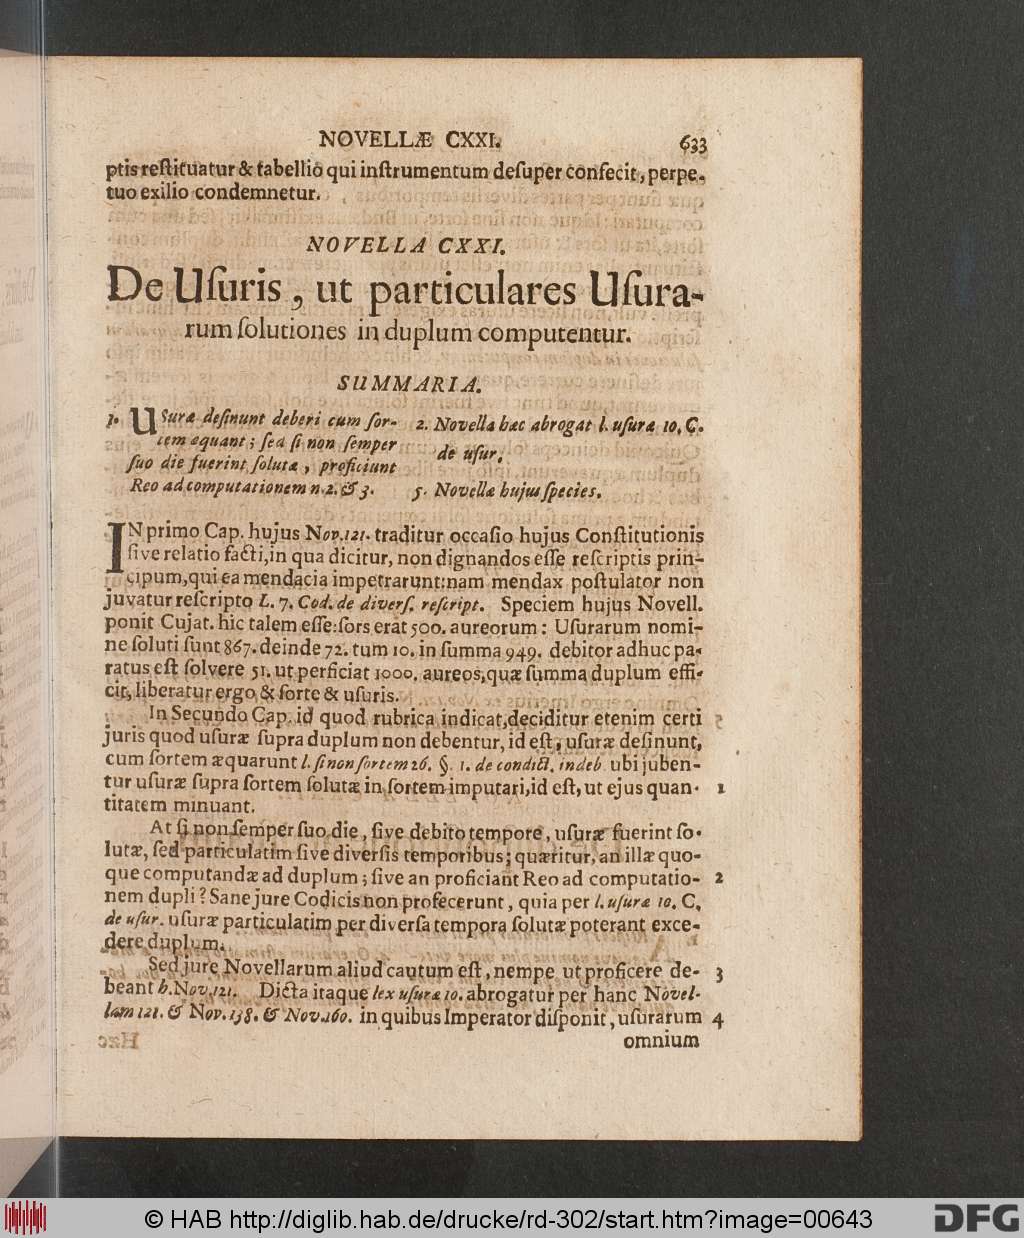 NOVELLÆ CXXI. 633
ptis reſtituatur & tabellio qui inſtrumentum deſuper confecit, perpe-
tuo exilio condemnetur.
NOVELLA CXXI.
De Uſuris, ut particulares Uſura-
rum ſolutiones in duplum computentur.
SUMMARIA.
1. USuræ deſinunt deberi cum ſor-
tem æquant; ſed ſi non ſemper
ſuo die fuerint ſolutæ, proficiunt
Reo ad computationem n. 2. & 3.
2. Novella hæc abrogat l. uſuræ 10. C.
de uſur.
5. Novellæ hujus ſpecies.
IN primo Cap. hujus Nov. 121. traditur occaſio hujus Conſtitutionis
ſive relatio facti, in qua dicitur, non dignandos eſſe reſcriptis prin-
cipum, qui ea mendacia impetrarunt: nam mendax poſtulator non
juvatur reſcripto L. 7. Cod. de diverſ. reſcript. Speciem hujus Novell.
ponit Cujat. hic talem eſſe: ſors erat 500. aureorum: Uſurarum nomi-
ne ſoluti ſunt 867. deinde 72. tum 10. in ſumma 949. debitor adhuc pa-
ratus eſt ſolvere 51. ut perficiat 1000. aureos, quæ ſumma duplum effi-
cit, liberatur ergo & ſorte & uſuris.
In Secundo Cap. id quod rubrica indicat, deciditur etenim certi 5
juris quod uſuræ ſupra duplum non debentur, id eſt, uſuræ deſinunt,
cum ſortem æquarunt l. ſi non ſortem 26. §. 1. de condict. indeb. ubi juben-
tur uſuræ ſupra ſortem ſolutæ in ſortem imputari, id eſt, ut ejus quan- 1
titatem minuant.
At ſi non ſemper ſuo die, ſive debito tempore, uſuræ fuerint ſo-
lutæ, ſed particulatim ſive diverſis temporibus; quæritur, an illæ quo-
que computandæ ad duplum; ſive an proficiant Reo ad computatio- 2
nem dupli? Sane jure Codicis non profecerunt, quia per l. uſuræ 10. C.
de uſur. uſuræ particulatim per diverſa tempora ſolutæ poterant exce-
dere duplum.
Sed jure Novellarum aliud cautum eſt, nempe ut proficere de- 3
beant h. Nov. 121. Dicta itaque lex uſuræ 10. abrogatur per hanc Novel-
lam 121. & Nov. 138. & Nov. 160. in quibus Imperator diſponit, uſurarum 4
omnium
© HAB http://diglib.hab.de/drucke/rd-302/start.htm?image=00643
DFG